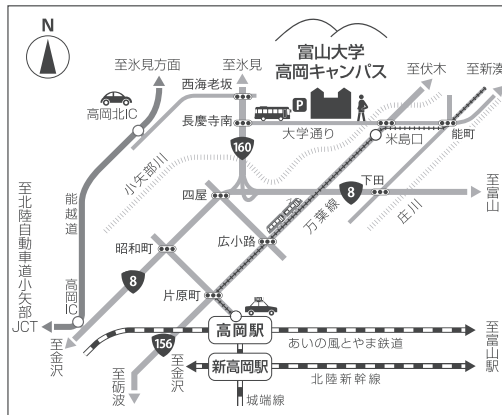 N
富山大学
高岡キャンパス
至氷見方面
至氷見
至伏木
至新湊
西海老坂
高岡北IC
P
長慶寺南
大学通り
米島口
能町
160
小矢部川
能越道
四屋
8
下田
至富山
万葉線
庄川
至北陸自動車道小矢部JCT
昭和町
広小路
高岡IC
8
片原町
至金沢
156
高岡駅
あいの風とやま鉄道
至富山駅
至砺波
至金沢
新高岡駅
北陸新幹線
城端線